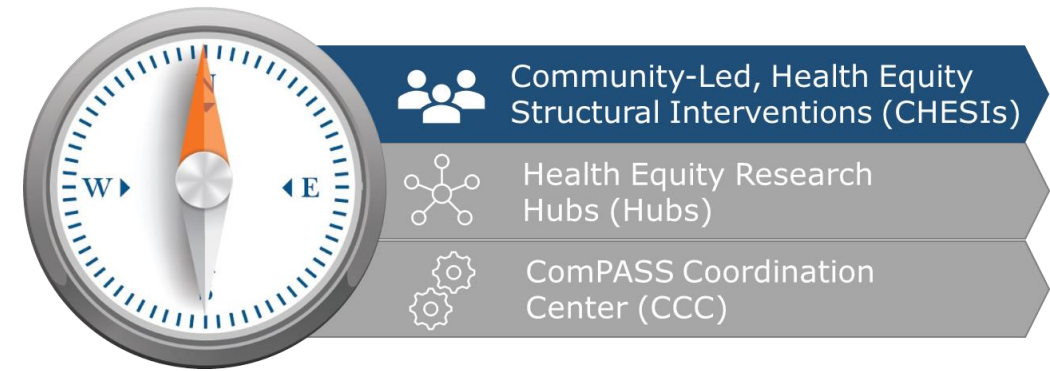 N
W
E
Community-Led, Health Equity
Structural Interventions (CHESIs)
Health Equity Research
Hubs (Hubs)
ComPASS Coordination
Center (CCC)